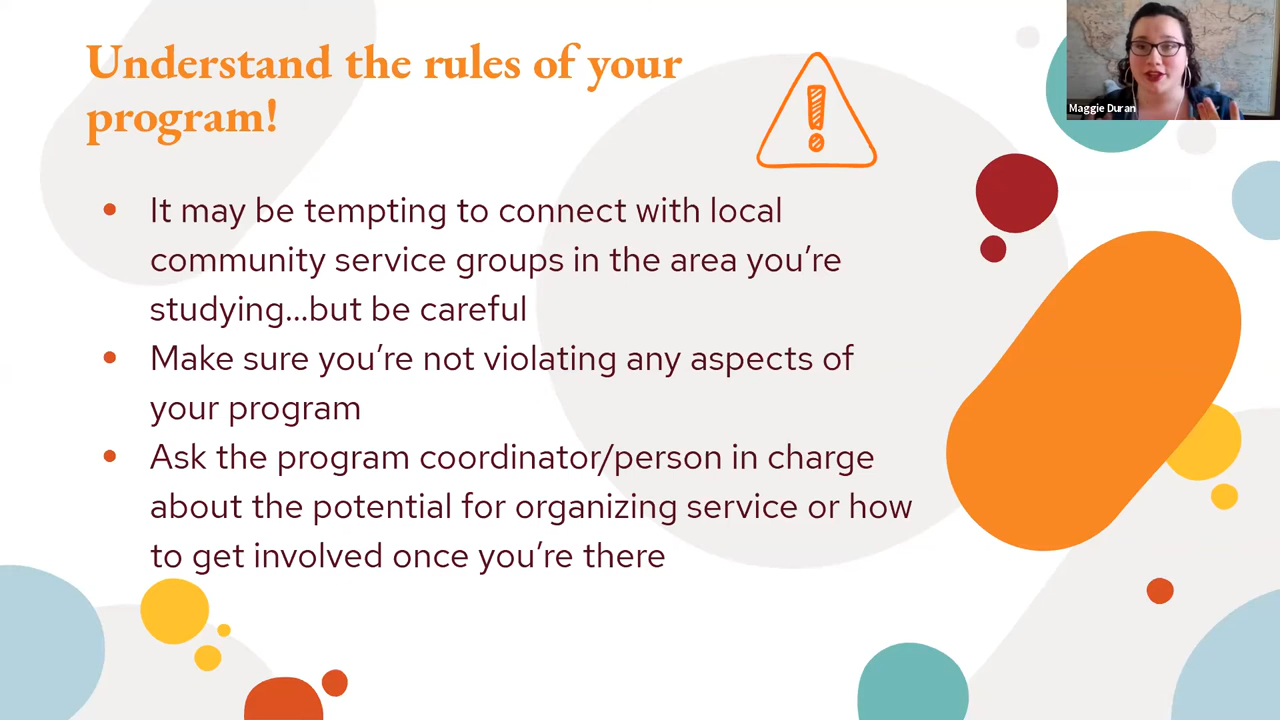 Understand the rules of your
program!
Maggie Duran
• It may be tempting to connect with local
community service groups in the area you're
studying...but be careful
• Make sure you're not violating any aspects of
your program
• Ask the program coordinator/person in charge
about the potential for organizing service or how
to get involved once you're there